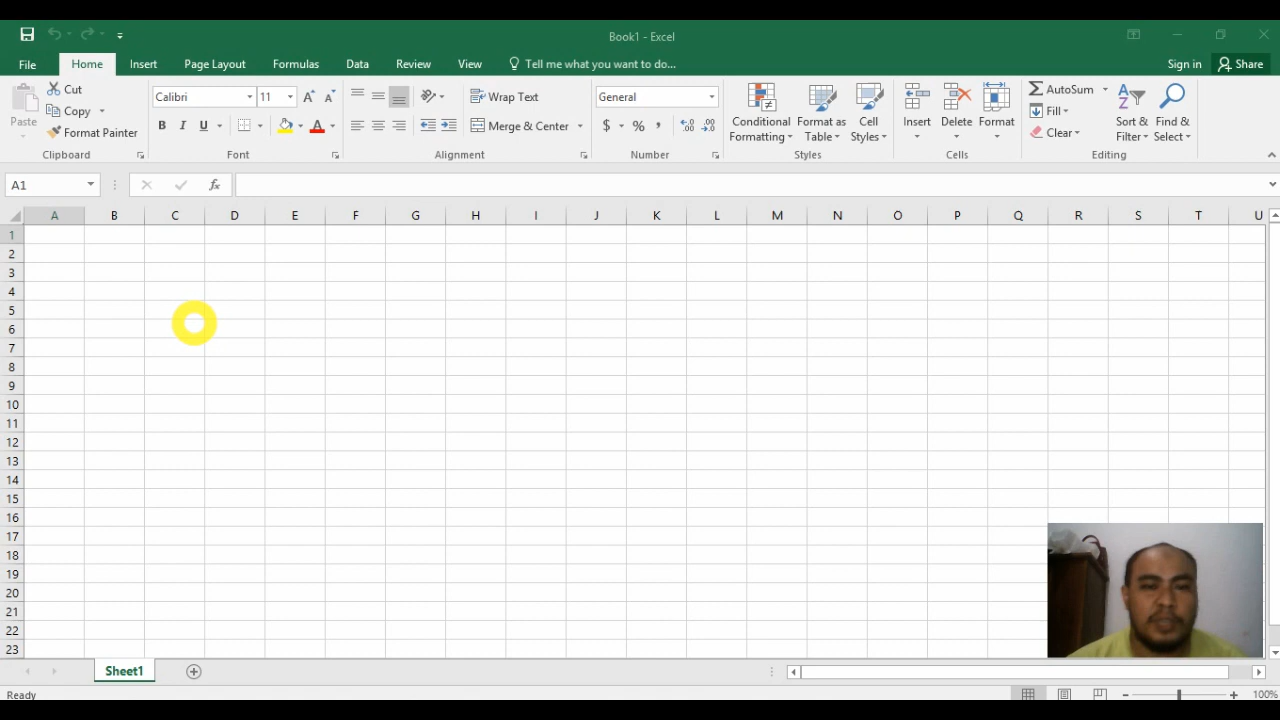 Book1 - Excel
File Home Insert Page Layout Formulas Data Review View Tell me what you want to do... Sign in Share
Paste
Cut
Copy
Format Painter
Clipboard
Calibri 11
B I U
Font
Wrap Text
Merge & Center
Alignment
General
$ % ,
Number
Conditional
Formatting
Format as
Table
Cell
Styles
Styles
Insert
Delete
Format
Cells
AutoSum
Fill
Clear
Sort &
Filter
Find &
Select
Editing
A1
fx
A B C D E F G H I J K L M N O P Q R S T U
1
2
3
4
5
6
7
8
9
10
11
12
13
14
15
16
17
18
19
20
21
22
23
Sheet1
Ready
100%